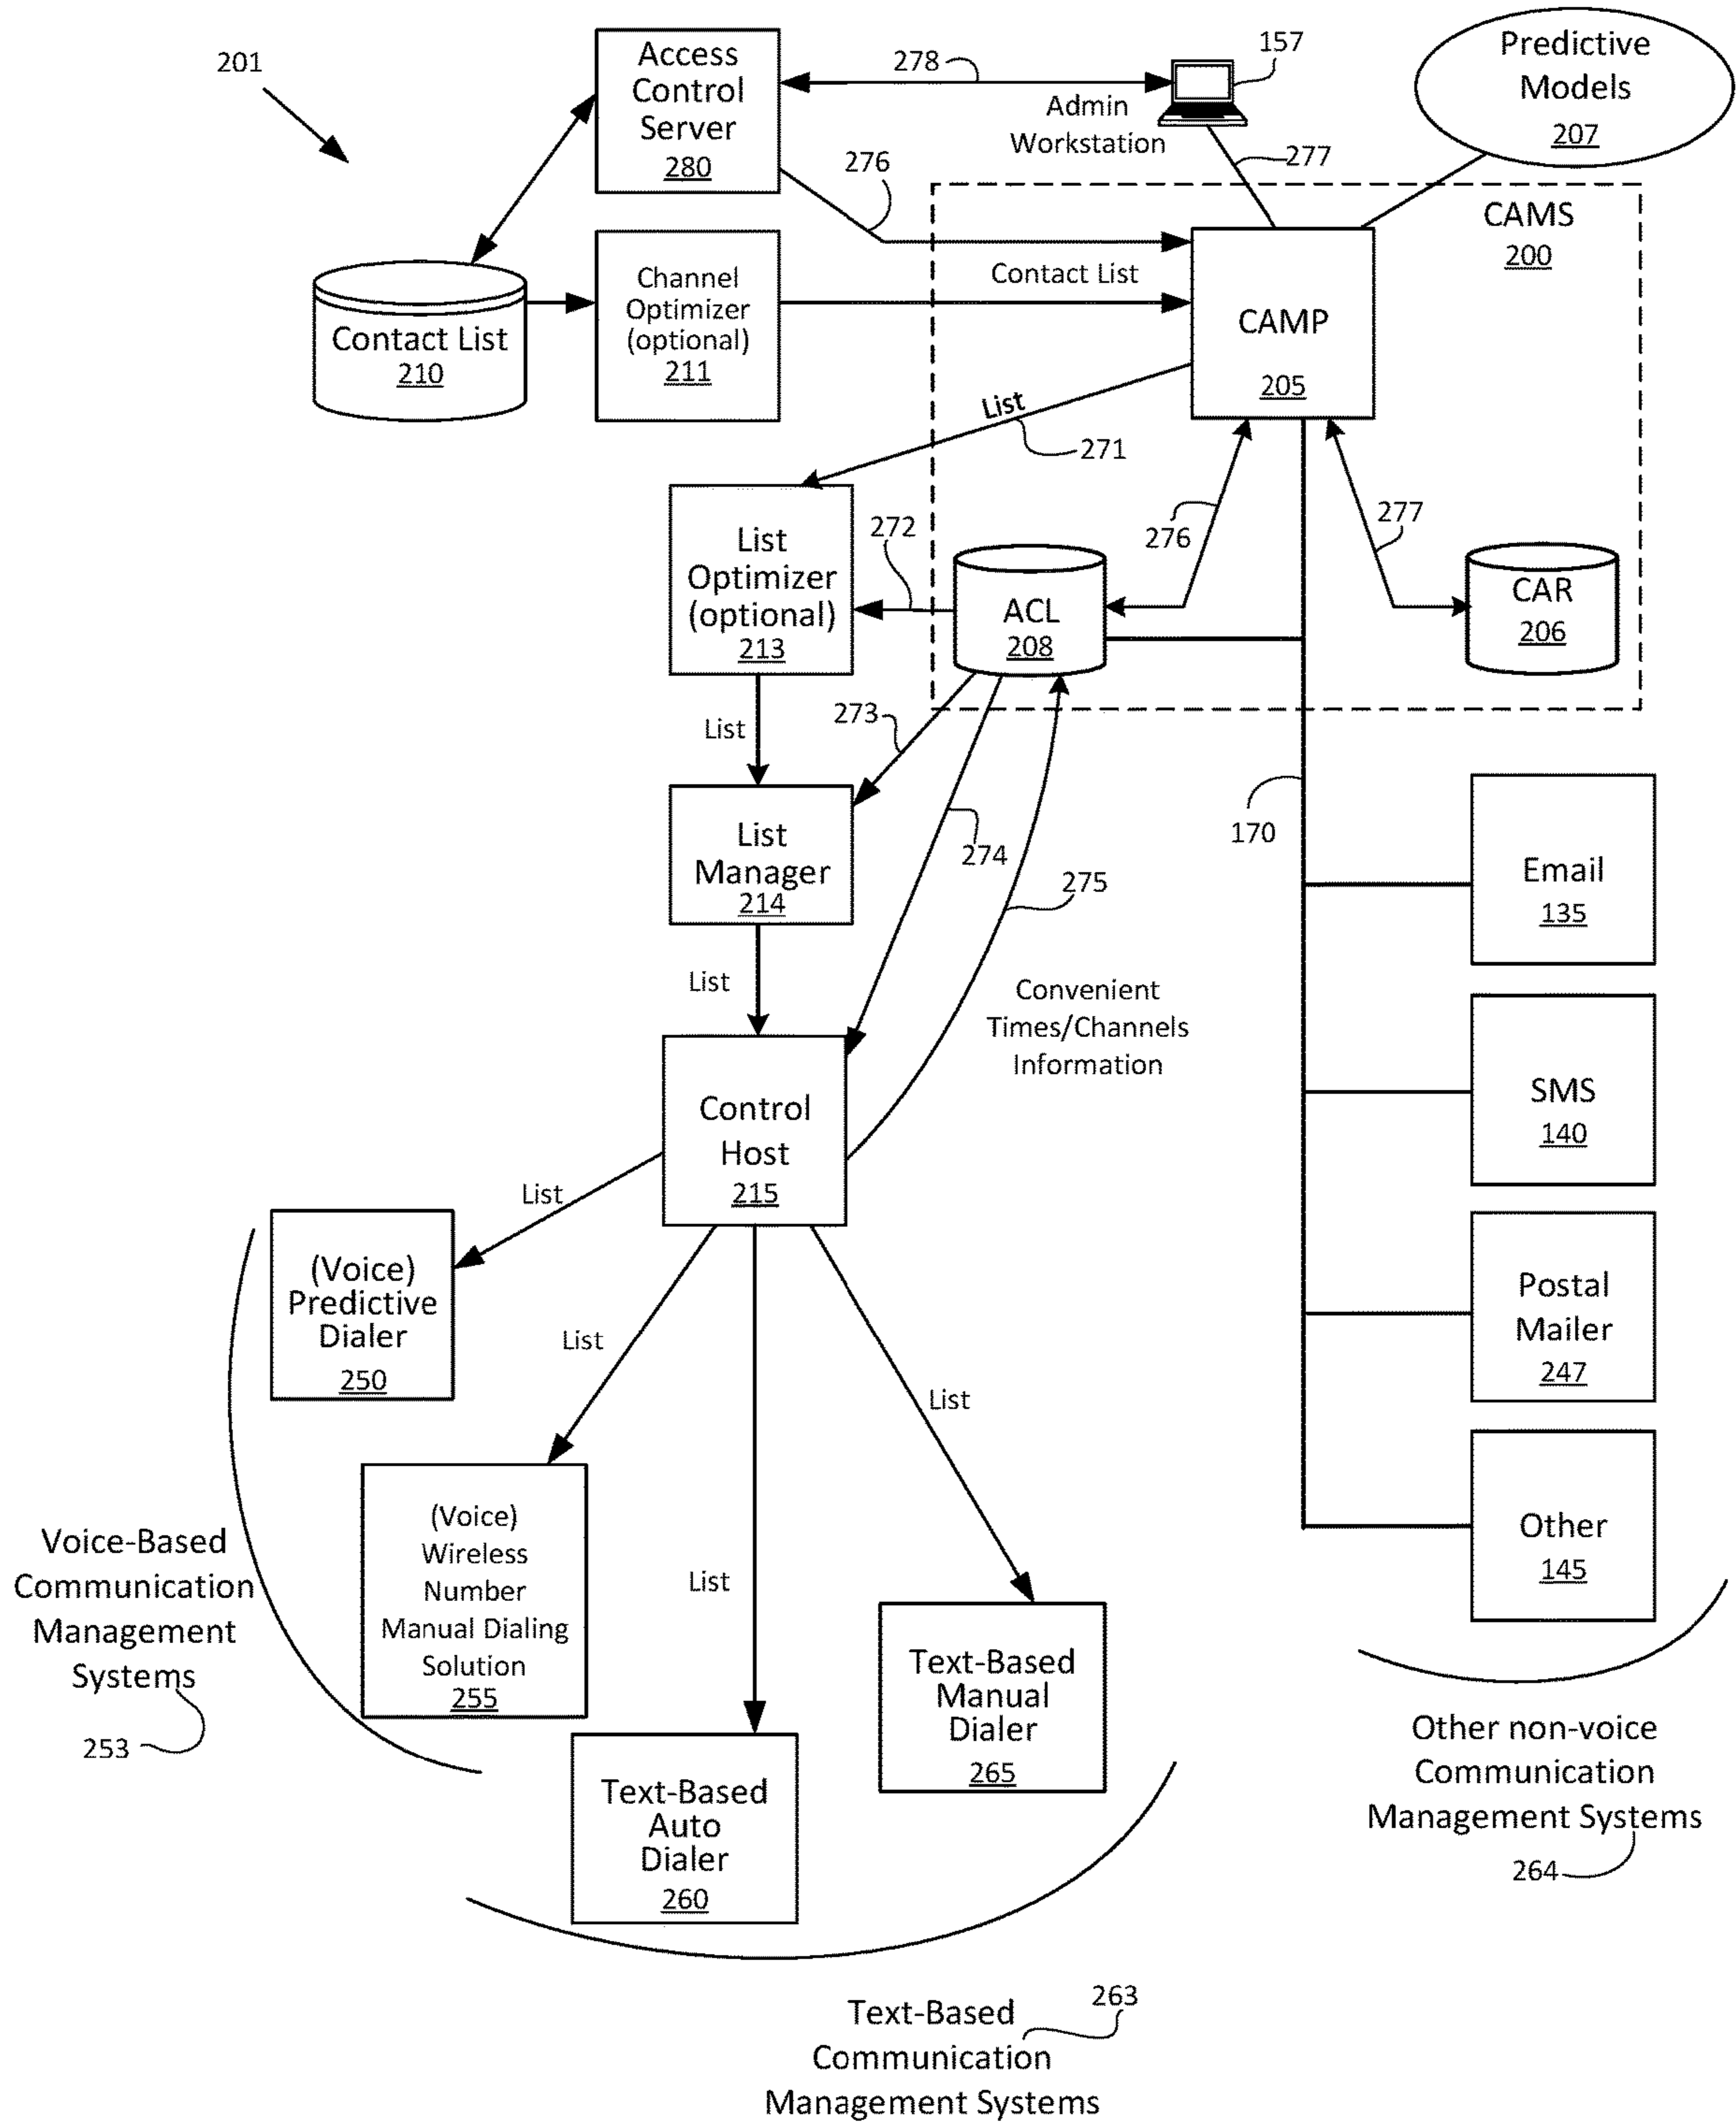 201
Access
Control
Server
280
278
157
Admin
Workstation
Predictive
Models
207
276
277
CAMS
200
Contact List
210
Channel
Optimizer
(optional)
211
Contact List
CAMP
205
List
271
List
Optimizer
(optional)
213
272
ACL
208
276
277
CAR
206
List
273
List
Manager
214
274
275
170
Email
135
List
Convenient
Times/Channels
Information
SMS
140
Control
Host
215
List
(Voice)
Predictive
Dialer
250
List
List
Postal
Mailer
247
Other
145
Voice-Based
Communication
Management
Systems
253
(Voice)
Wireless
Number
Manual Dialing
Solution
255
List
Text-Based
Manual
Dialer
265
Text-Based
Auto
Dialer
260
Other non-voice
Communication
Management Systems
264
263
Text-Based
Communication
Management Systems